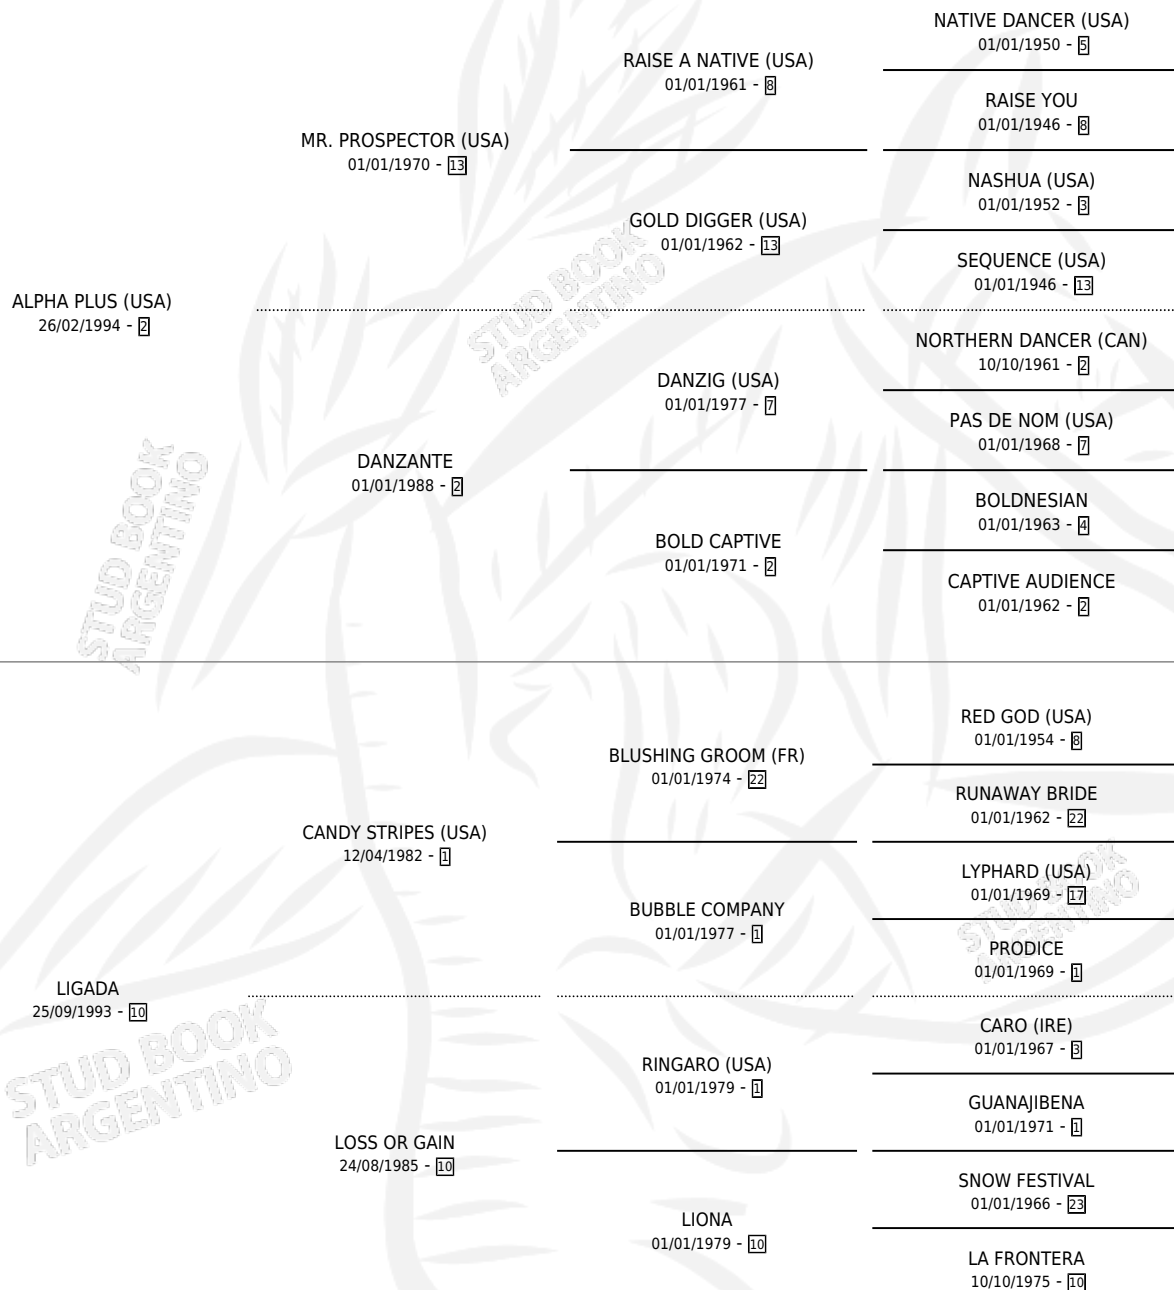 NATIVE DANCER (USA)
01/01/1950 - 5
RAISE A NATIVE (USA)
01/01/1961 - 8
RAISE YOU
01/01/1946 - 8
MR. PROSPECTOR (USA)
01/01/1970 - 13
NASHUA (USA)
01/01/1952 - 3
GOLD DIGGER (USA)
01/01/1962 - 13
SEQUENCE (USA)
01/01/1946 - 13
ALPHA PLUS (USA)
26/02/1994 - 2
STUD BOOK
ARGENTINO
NORTHERN DANCER (CAN)
10/10/1961 - 2
DANZIG (USA)
01/01/1977 - 7
PAS DE NOM (USA)
01/01/1968 - 7
DANZANTE
01/01/1988 - 2
BOLDNESIAN
01/01/1963 - 4
BOLD CAPTIVE
01/01/1971 - 2
CAPTIVE AUDIENCE
01/01/1962 - 2
STUD BOOK
ARGENTINO
RED GOD (USA)
01/01/1954 - 8
BLUSHING GROOM (FR)
01/01/1974 - 22
RUNAWAY BRIDE
01/01/1962 - 22
CANDY STRIPES (USA)
12/04/1982 - 1
LYPHARD (USA)
01/01/1969 - 17
BUBBLE COMPANY
01/01/1977 - 1
STUD BOOK
ARGENTINO
PRODICE
01/01/1969 - 1
LIGADA
25/09/1993 - 10
CARO (IRE)
01/01/1967 - 3
RINGARO (USA)
01/01/1979 - 1
GUANAJIBENA
01/01/1971 - 1
STUD BOOK
ARGENTINO
LOSS OR GAIN
24/08/1985 - 10
SNOW FESTIVAL
01/01/1966 - 23
LIONA
01/01/1979 - 10
LA FRONTERA
10/10/1975 - 10